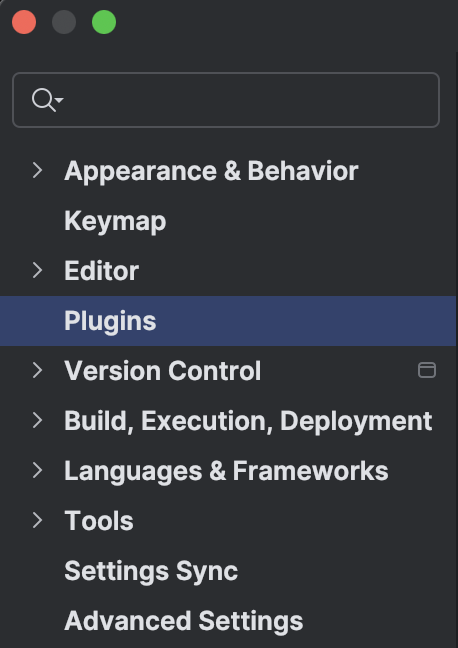 Appearance & Behavior
Keymap
Editor
Plugins
Version Control
Build, Execution, Deployment
Languages & Frameworks
Tools
Settings Sync
Advanced Settings